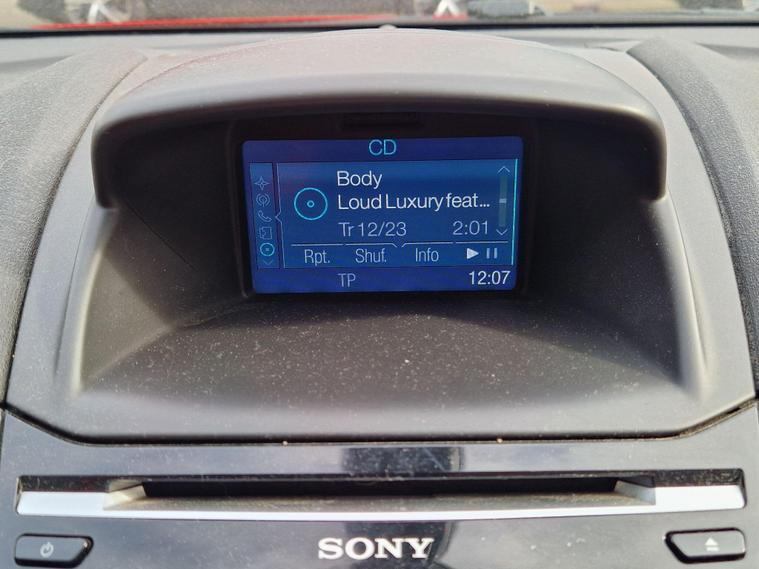 CD
Body
Loud Luxury feat...
Tr 12/23 2:01
Rpt. Shuf. Info
TP 12:07
SONY